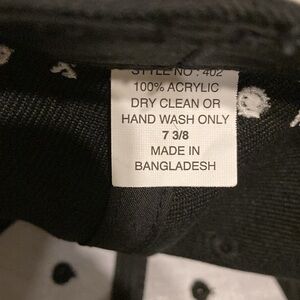 STYLE NO : 402
100% ACRYLIC
DRY CLEAN OR
HAND WASH ONLY
7 3/8
MADE IN
BANGLADESH